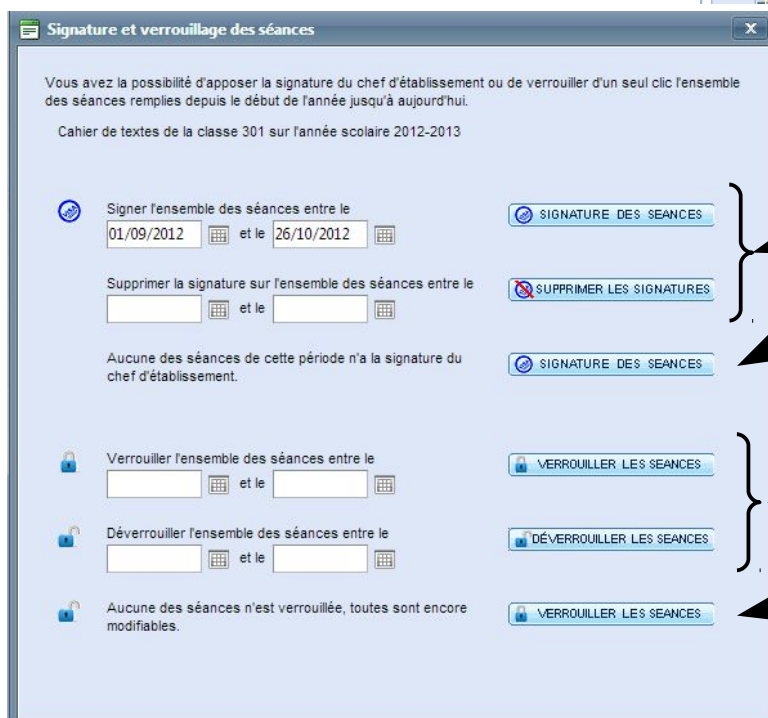 Signature et verrouillage des séances
x
Vous avez la possibilité d'apposer la signature du chef d'établissement ou de verrouiller d'un seul clic l'ensemble
des séances remplies depuis le début de l'année jusqu'à aujourd'hui.
Cahier de textes de la classe 301 sur l'année scolaire 2012-2013
VISA Signer l'ensemble des séances entre le
01/09/2012 et le 26/10/2012
SIGNATURE DES SEANCES
Supprimer la signature sur l'ensemble des séances entre le
et le
SUPPRIMER LES SIGNATURES
Aucune des séances de cette période n'a la signature du
chef d'établissement.
SIGNATURE DES SEANCES
Verrouiller l'ensemble des séances entre le
et le
VERROUILLER LES SEANCES
Déverrouiller l'ensemble des séances entre le
et le
DÉVERROUILLER LES SEANCES
Aucune des séances n'est verrouillée, toutes sont encore
modifiables.
VERROUILLER LES SEANCES